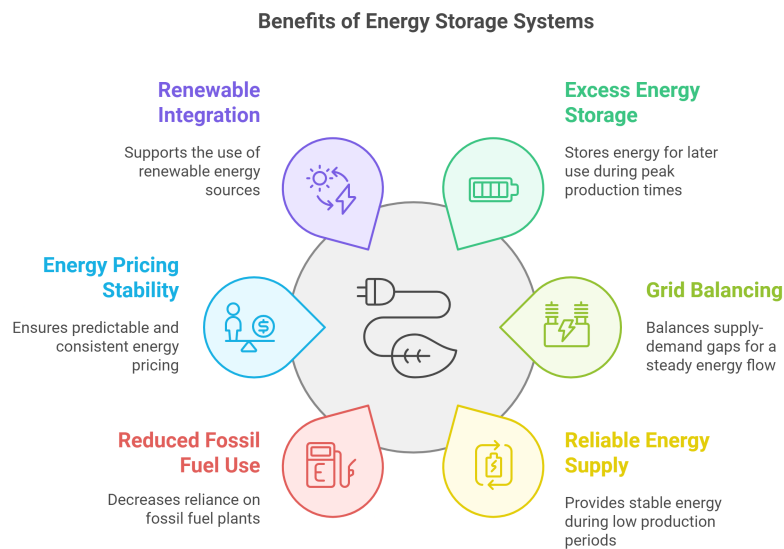 Benefits of Energy Storage Systems
Renewable
Integration
Supports the use of
renewable energy
sources
Excess Energy
Storage
Stores energy for later
use during peak
production times
Energy Pricing
Stability
Ensures predictable and
consistent energy
pricing
Grid Balancing
Balances supply-
demand gaps for a
steady energy flow
Reduced Fossil
Fuel Use
Decreases reliance on
fossil fuel plants
Reliable Energy
Supply
Provides stable energy
during low production
periods
$
E